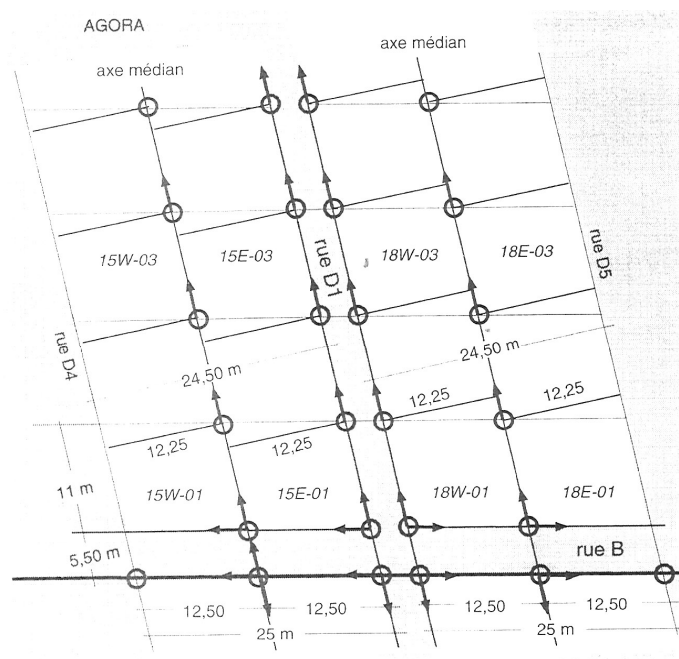 AGORA
axe médian
axe médian
15W-03
15E-03
rue D1
18W-03
18E-03
rue D5
rue D4
24,50 m
24,50 m
12,25
12,25
12,25
12,25
11 m
15W-01
15E-01
18W-01
18E-01
5,50 m
rue B
12,50
12,50
12,50
12,50
25 m
25 m